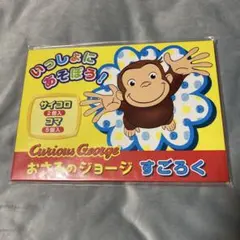 いっしょに
あそぼう!
サイコロ
2個入
コマ
6個入
Curious George
おさるのジョージ すごろく